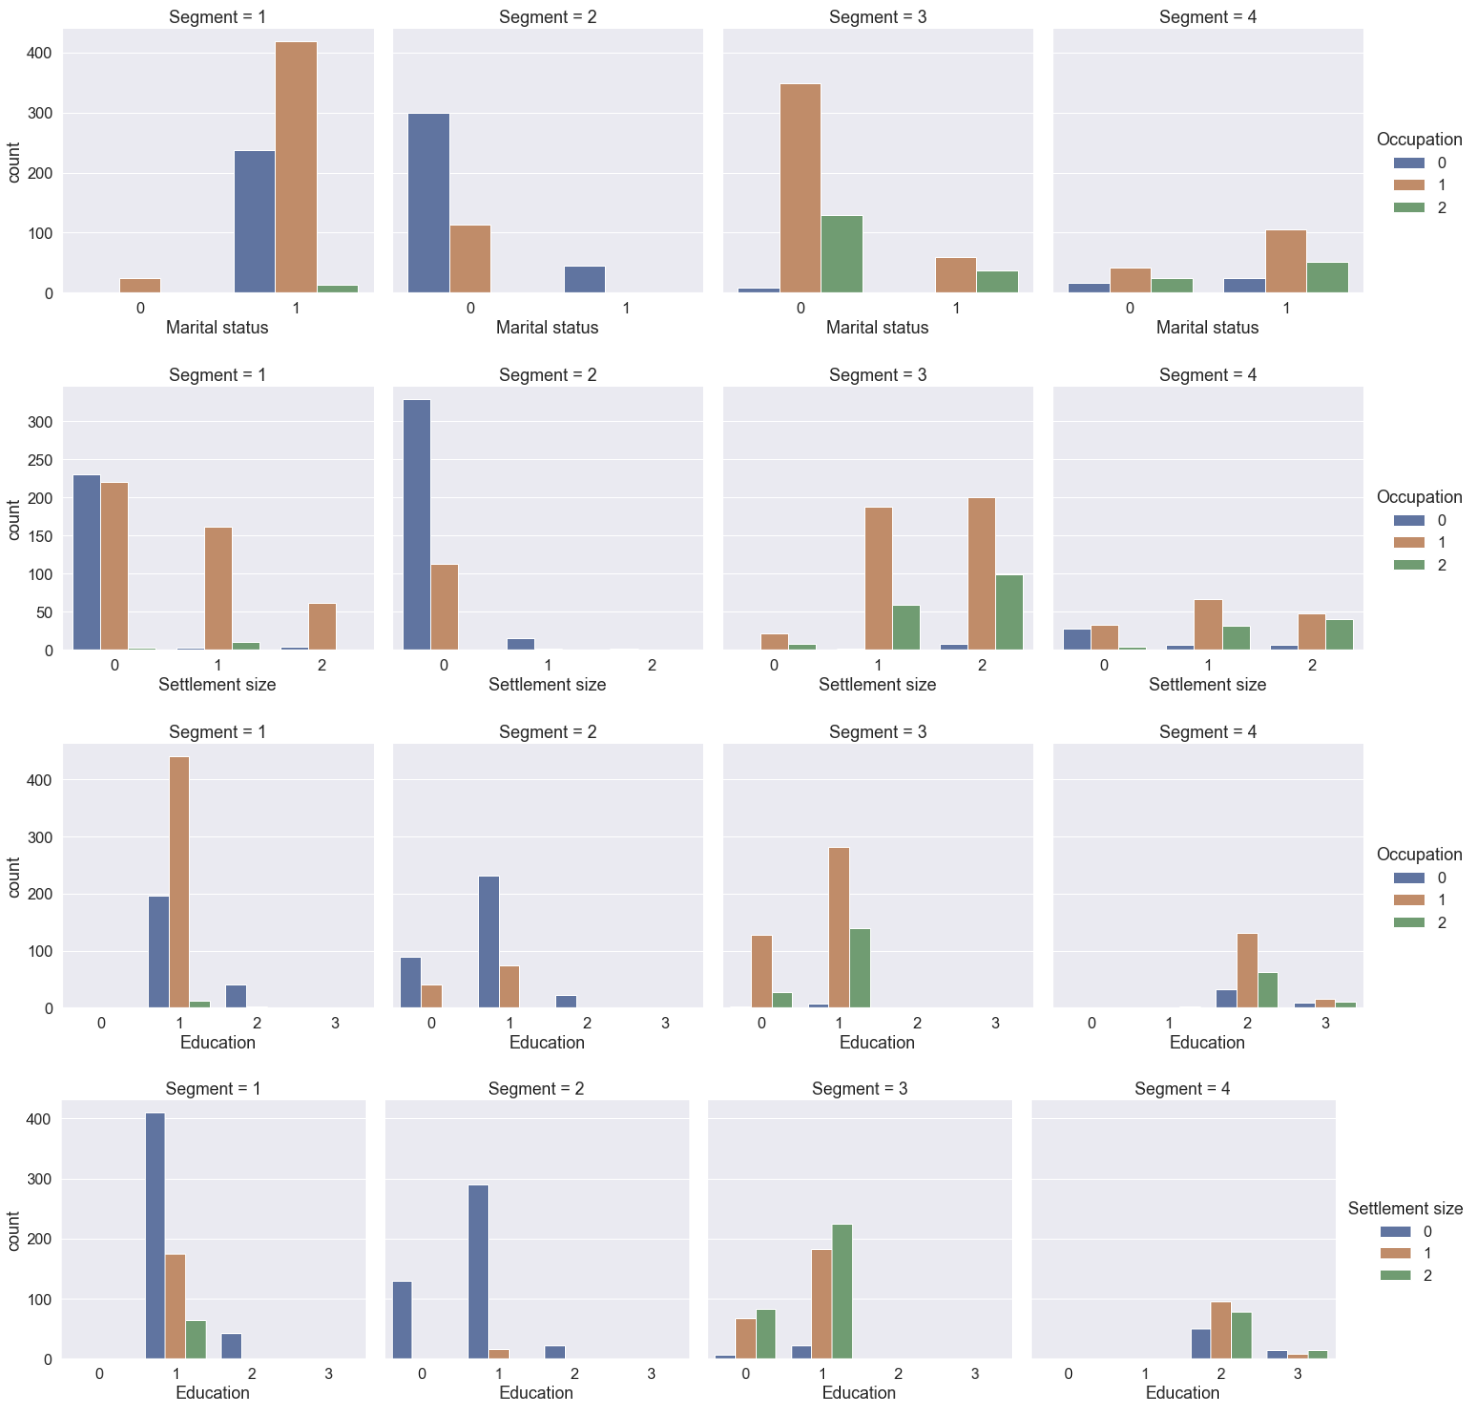 Segment = 1 Segment = 2 Segment = 3 Segment = 4
400
300
200
100
0
count
0 1 0 1 0 1 0 1
Marital status Marital status Marital status Marital status
Occupation
0
1
2
Segment = 1 Segment = 2 Segment = 3 Segment = 4
300
250
200
150
100
50
0
count
0 1 2 0 1 2 0 1 2 0 1 2
Settlement size Settlement size Settlement size Settlement size
Occupation
0
1
2
Segment = 1 Segment = 2 Segment = 3 Segment = 4
400
300
200
100
0
count
0 1 2 3 0 1 2 3 0 1 2 3 0 1 2 3
Education Education Education Education
Occupation
0
1
2
Segment = 1 Segment = 2 Segment = 3 Segment = 4
400
300
200
100
0
count
0 1 2 3 0 1 2 3 0 1 2 3 0 1 2 3
Education Education Education Education
Settlement size
0
1
2